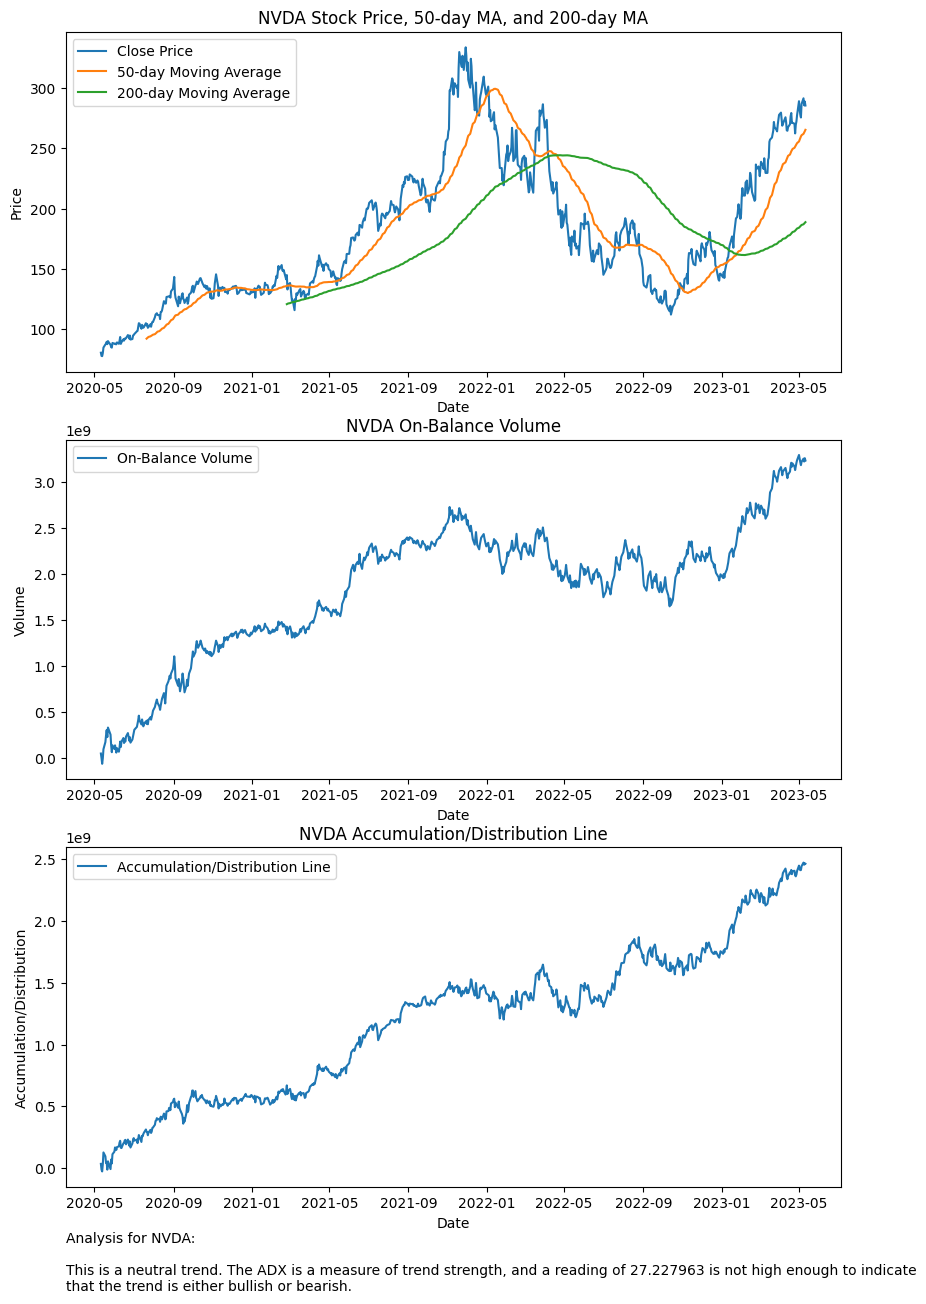 NVDA Stock Price, 50-day MA, and 200-day MA
Close Price
50-day Moving Average
200-day Moving Average
Price
300
250
200
150
100
2020-05 2020-09 2021-01 2021-05 2021-09 2022-01 2022-05 2022-09 2023-01 2023-05
Date
NVDA On-Balance Volume
1e9
On-Balance Volume
Volume
3.0
2.5
2.0
1.5
1.0
0.5
0.0
2020-05 2020-09 2021-01 2021-05 2021-09 2022-01 2022-05 2022-09 2023-01 2023-05
Date
NVDA Accumulation/Distribution Line
1e9
Accumulation/Distribution Line
Accumulation/Distribution
2.5
2.0
1.5
1.0
0.5
0.0
2020-05 2020-09 2021-01 2021-05 2021-09 2022-01 2022-05 2022-09 2023-01 2023-05
Date
Analysis for NVDA:
This is a neutral trend. The ADX is a measure of trend strength, and a reading of 27.227963 is not high enough to indicate
that the trend is either bullish or bearish.